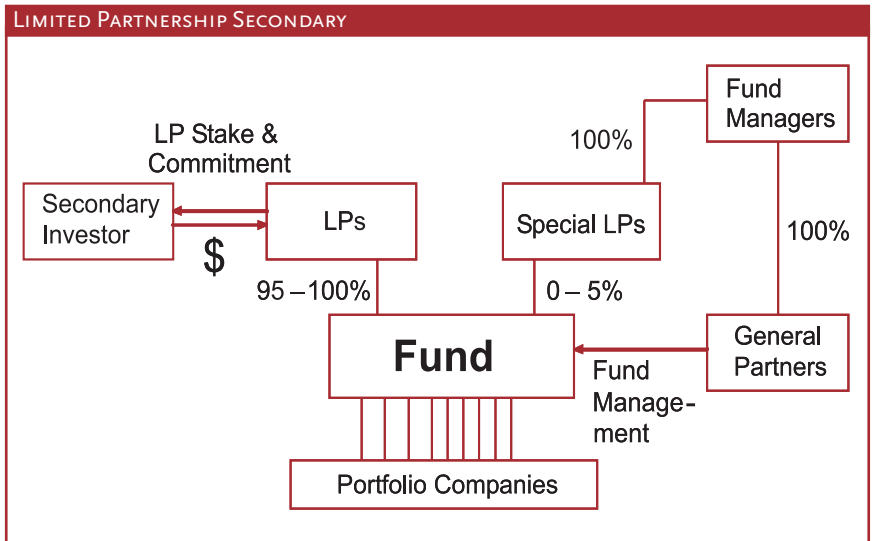 LIMITED PARTNERSHIP SECONDARY
Fund
Managers
LP Stake &
Commitment
100%
Secondary
Investor
LPs
Special LPs
$
100%
95 – 100%
0 – 5%
Fund
General
Partners
Fund
Manage-
ment
Portfolio Companies